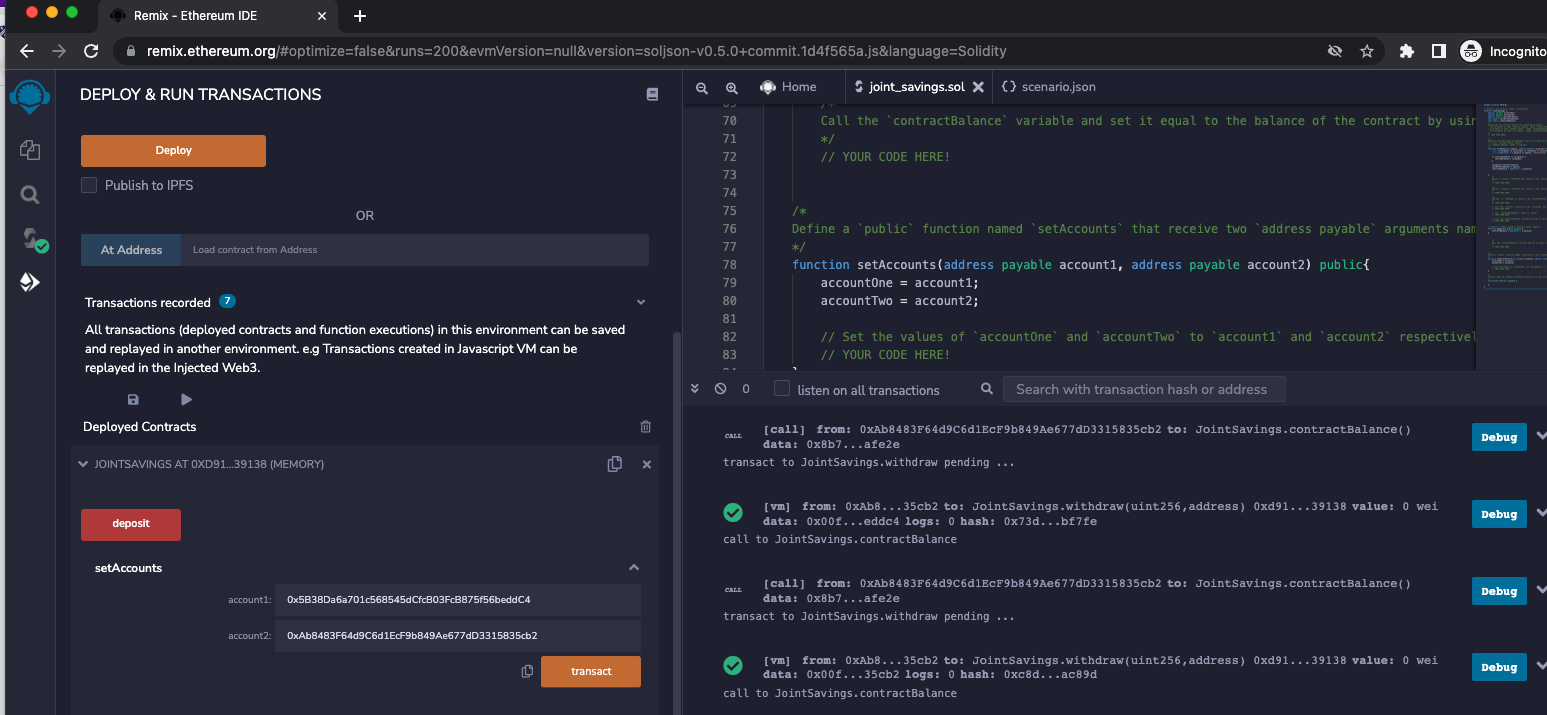 Remix - Ethereum IDE
remix.ethereum.org/#optimize=false&runs=200&evmVersion=null&version=soljson-v0.5.0+commit.1d4f565a.js&language=Solidity
Incognito
DEPLOY & RUN TRANSACTIONS
Deploy
Publish to IPFS
OR
At Address
Load contract from Address
Transactions recorded 7
All transactions (deployed contracts and function executions) in this environment can be saved
and replayed in another environment. e.g Transactions created in Javascript VM can be
replayed in the Injected Web3.
Deployed Contracts
JOINTSAVINGS AT 0XD91...39138 (MEMORY)
deposit
setAccounts
account1: 0x5B38Da6a701c568545dCfcB03FcB875f56beddC4
account2: 0xAb8483F64d9C6d1EcF9b849Ae677dD3315835cb2
transact
Home
joint_savings.sol
scenario.json
69 /*
70 Call the `contractBalance` variable and set it equal to the balance of the contract by usin
71 */
72 // YOUR CODE HERE!
73
74
75 /*
76 Define a `public` function named `setAccounts` that receive two `address payable` arguments nam
77 */
78 function setAccounts(address payable account1, address payable account2) public{
79 accountOne = account1;
80 accountTwo = account2;
81
82 // Set the values of `accountOne` and `accountTwo` to `account1` and `account2` respectivel
83 // YOUR CODE HERE!
84 }
0
listen on all transactions
Search with transaction hash or address
CALL [call] from: 0xAb8483F64d9C6d1EcF9b849Ae677dD3315835cb2 to: JointSavings.contractBalance()
data: 0x8b7...afe2e
Debug
transact to JointSavings.withdraw pending ...
[vm] from: 0xAb8...35cb2 to: JointSavings.withdraw(uint256,address) 0xd91...39138 value: 0 wei
data: 0x00f...eddc4 logs: 0 hash: 0x73d...bf7fe
Debug
call to JointSavings.contractBalance
CALL [call] from: 0xAb8483F64d9C6d1EcF9b849Ae677dD3315835cb2 to: JointSavings.contractBalance()
data: 0x8b7...afe2e
Debug
transact to JointSavings.withdraw pending ...
[vm] from: 0xAb8...35cb2 to: JointSavings.withdraw(uint256,address) 0xd91...39138 value: 0 wei
data: 0x00f...35cb2 logs: 0 hash: 0xc8d...ac89d
Debug
call to JointSavings.contractBalance